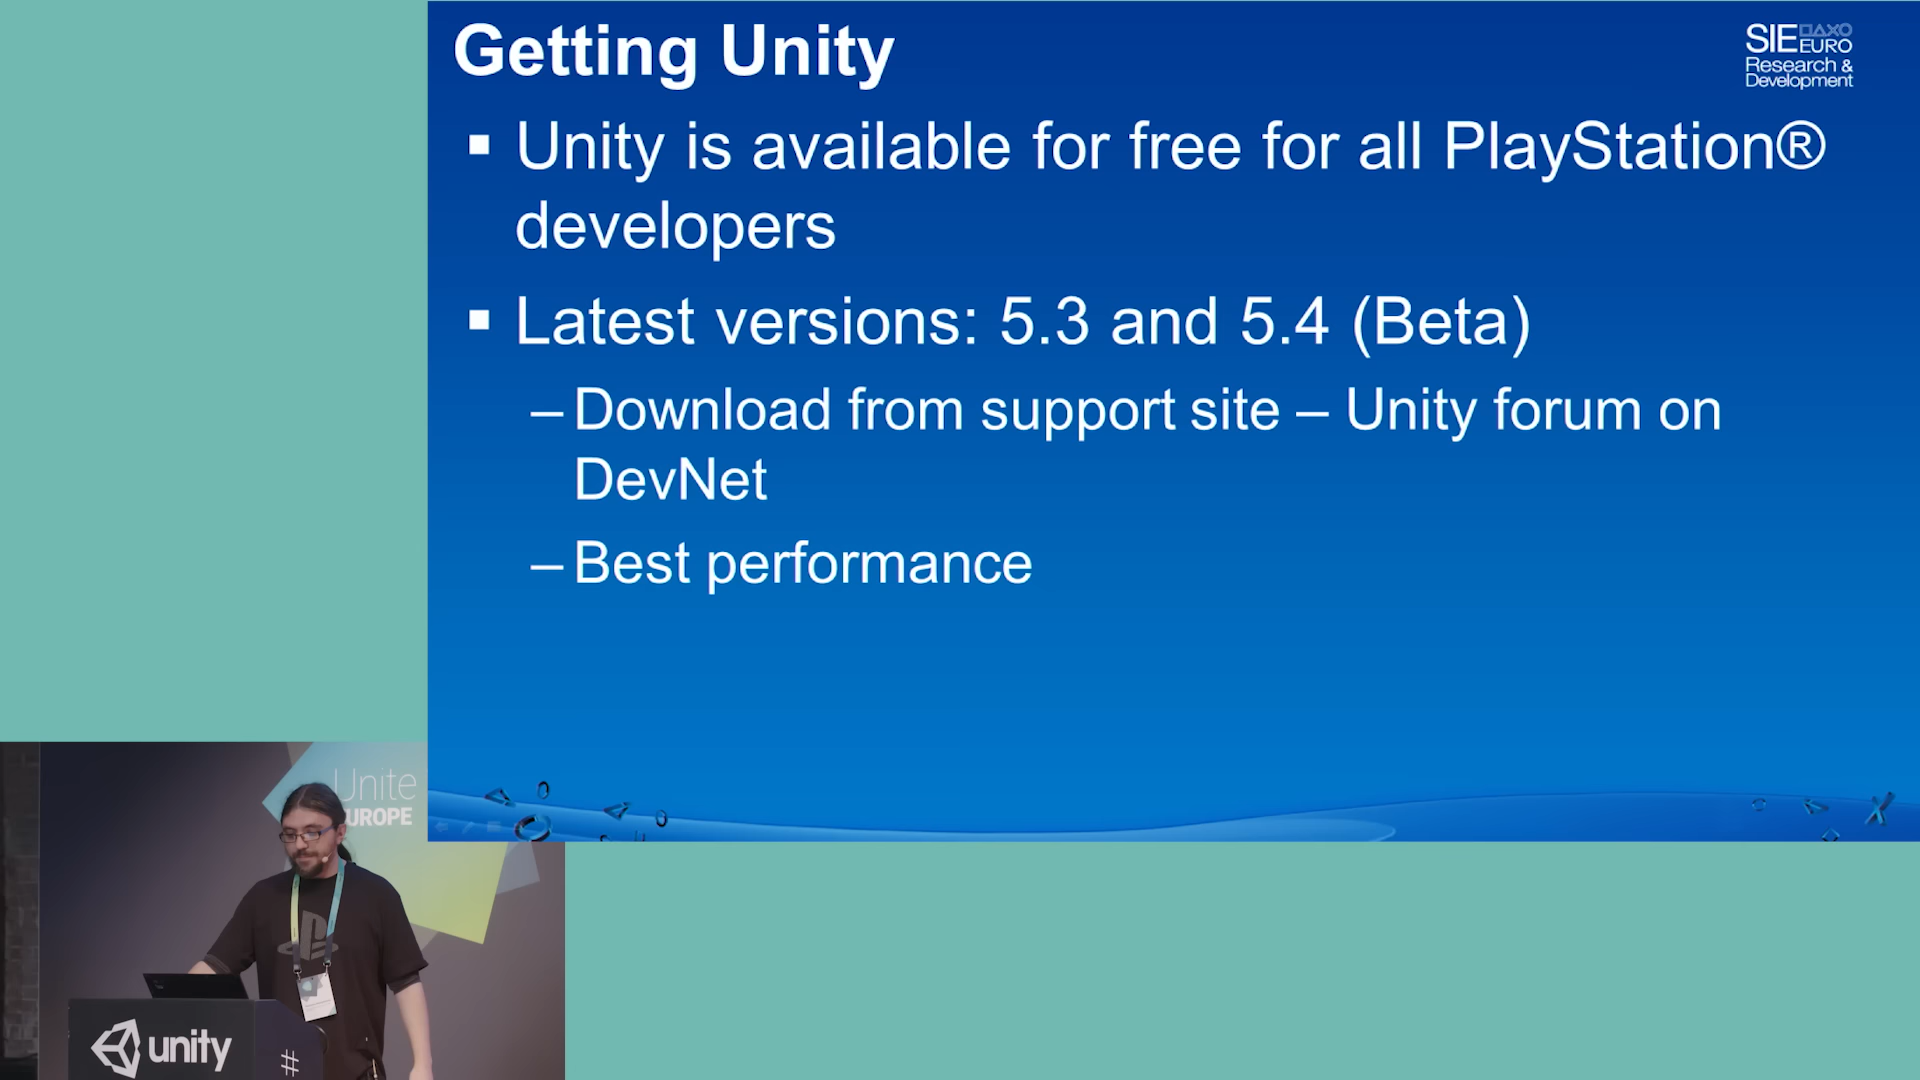 Getting Unity
SIE
EURO
Research &
Development
▪ Unity is available for free for all PlayStation®
developers
▪ Latest versions: 5.3 and 5.4 (Beta)
– Download from support site – Unity forum on
DevNet
– Best performance
Unite
EUROPE
unity
#